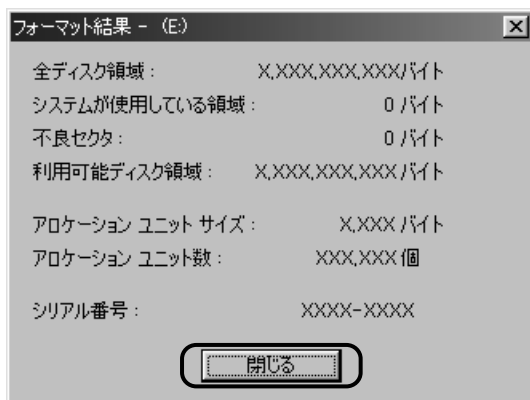 フォーマット結果 - (E:)
全ディスク領域： X,XXX,XXX,XXXバイト
システムが使用している領域： 0 バイト
不良セクタ： 0 バイト
利用可能ディスク領域： X,XXX,XXX,XXX バイト
アロケーション ユニット サイズ： X,XXX バイト
アロケーション ユニット数： XXX,XXX 個
シリアル番号： XXXX-XXXX
閉じる